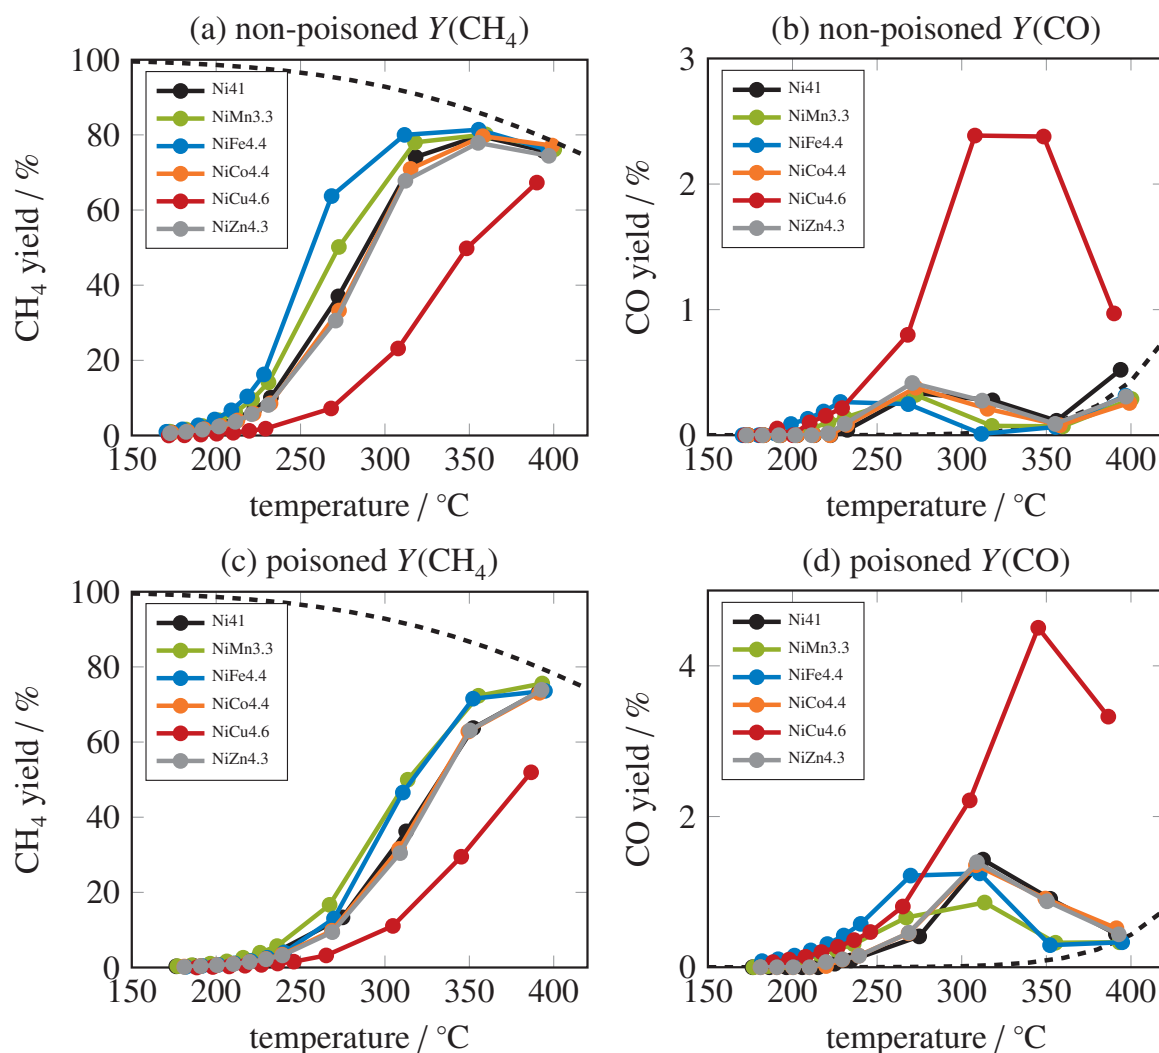 (a) non-poisoned Y(CH4)
CH4 yield / %
100
80
60
40
20
0
Ni41
NiMn3.3
NiFe4.4
NiCo4.4
NiCu4.6
NiZn4.3
150 200 250 300 350 400
temperature / °C
(b) non-poisoned Y(CO)
CO yield / %
3
2
1
0
Ni41
NiMn3.3
NiFe4.4
NiCo4.4
NiCu4.6
NiZn4.3
150 200 250 300 350 400
temperature / °C
(c) poisoned Y(CH4)
CH4 yield / %
100
80
60
40
20
0
Ni41
NiMn3.3
NiFe4.4
NiCo4.4
NiCu4.6
NiZn4.3
150 200 250 300 350 400
temperature / °C
(d) poisoned Y(CO)
CO yield / %
4
2
0
Ni41
NiMn3.3
NiFe4.4
NiCo4.4
NiCu4.6
NiZn4.3
150 200 250 300 350 400
temperature / °C